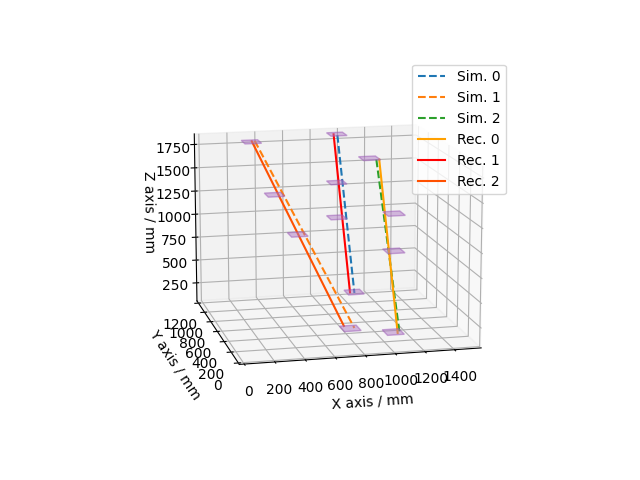 Sim. 0
Sim. 1
Sim. 2
Rec. 0
Rec. 1
Rec. 2
1750
1500
1250
1000
750
500
250
Z axis / mm
1200
1000
800
600
400
200
0
Y axis / mm
0
200
400
600
800
1000
1200
1400
X axis / mm